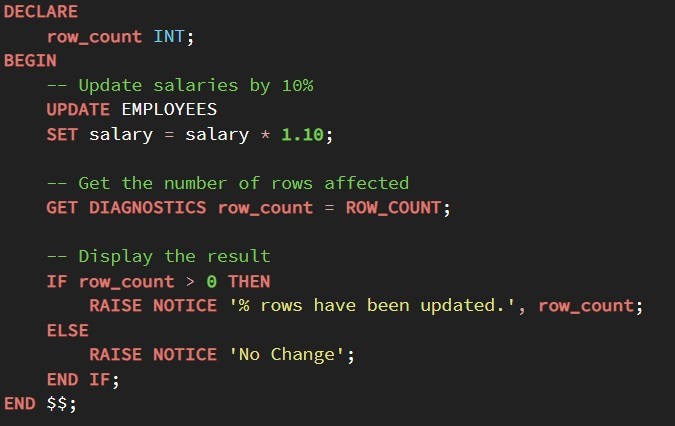 DECLARE
    row_count INT;
BEGIN
    -- Update salaries by 10%
    UPDATE EMPLOYEES
    SET salary = salary * 1.10;

    -- Get the number of rows affected
    GET DIAGNOSTICS row_count = ROW_COUNT;

    -- Display the result
    IF row_count > 0 THEN
        RAISE NOTICE '% rows have been updated.', row_count;
    ELSE
        RAISE NOTICE 'No Change';
    END IF;
END $$;